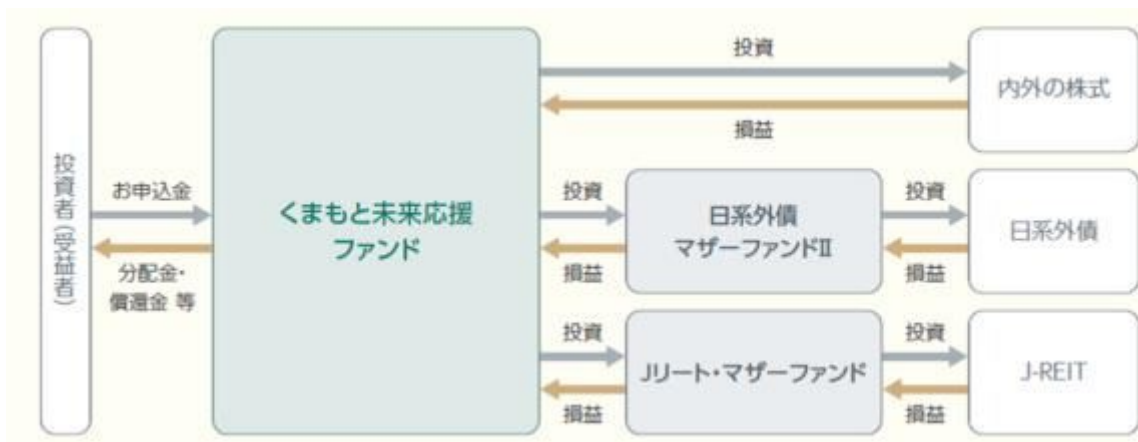 投資者(受益者)
お申込金
分配金・
償還金 等
くまもと未来応援
ファンド
投資
損益
内外の株式
投資
損益
日系外債
マザーファンドⅡ
投資
損益
日系外債
投資
損益
Jリート・マザーファンド
投資
損益
J-REIT